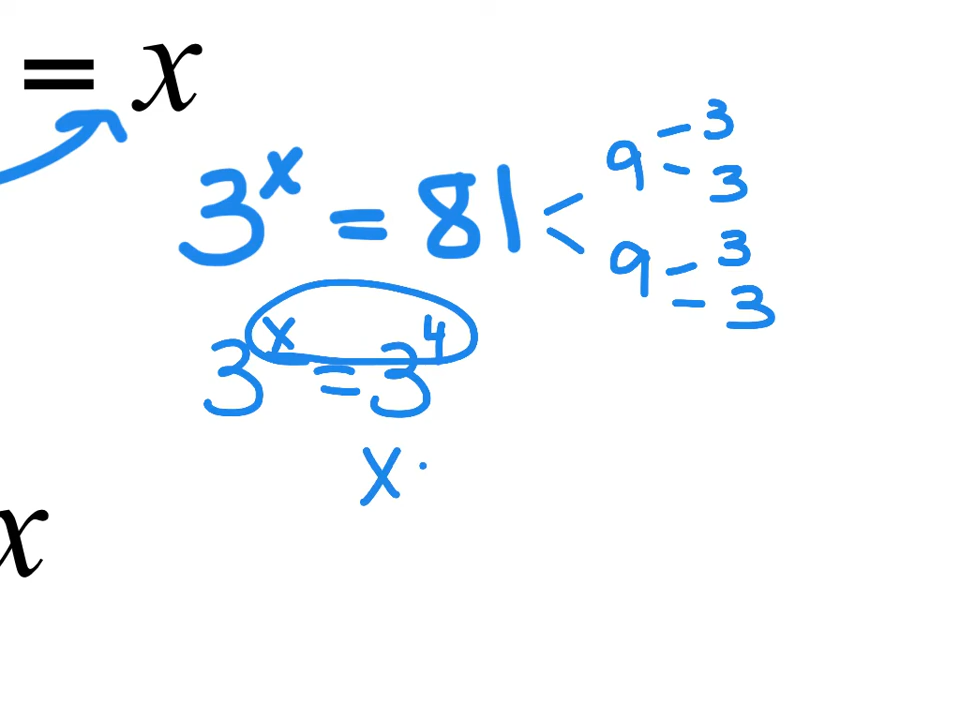 = x
3^x = 81 < 9 - 3
- 3
9 - 3
- 3
3^x = 3^4
x ·
x